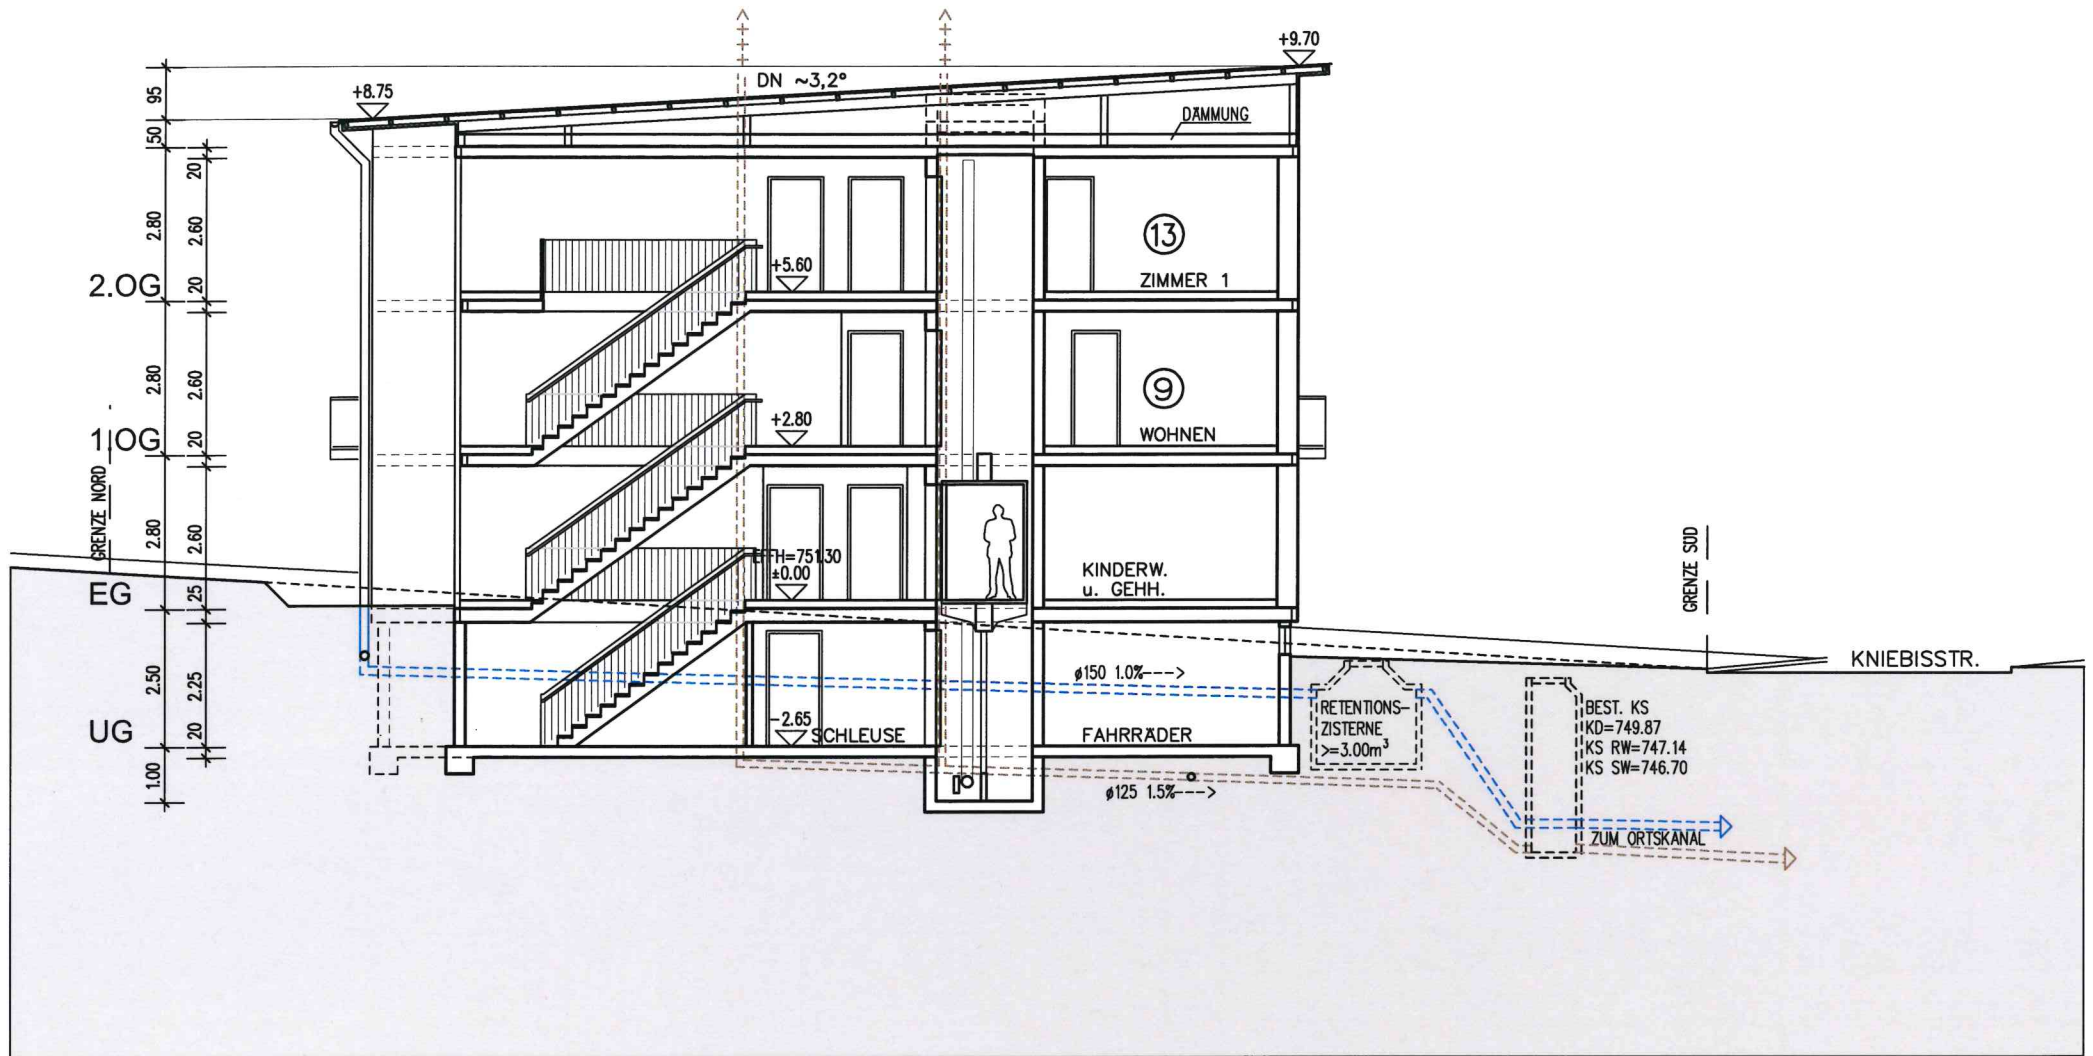 +9.70
DN ~3,2°
+8.75
95
50
DÄMMUNG
20
2.80
2.60
13
+5.60
ZIMMER 1
2.OG
20
2.80
2.60
9
+2.80
WOHNEN
1.OG
20
GRENZE NORD
2.80
2.60
GRENZE SÜD
EFFH=751.30
±0.00
KINDERW.
u. GEHH.
EG
25
KNIEBISSTR.
2.50
2.25
ø150 1.0%---->
RETENTIONS-
ZISTERNE
>=3.00m³
BEST. KS
KD=749.87
KS RW=747.14
KS SW=746.70
-2.65
SCHLEUSE
FAHRRÄDER
UG
20
1.00
ø125 1.5%---->
ZUM ORTSKANAL